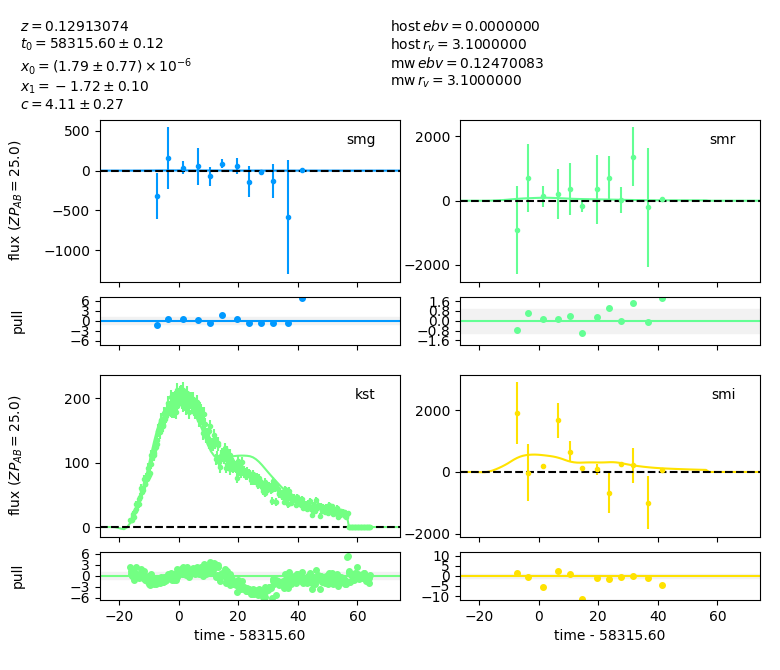 z = 0.12913074
t₀ = 58315.60 ± 0.12
x₀ = (1.79 ± 0.77) × 10⁻⁶
x₁ = −1.72 ± 0.10
c = 4.11 ± 0.27
host ebv = 0.0000000
host r_v = 3.1000000
mw ebv = 0.12470083
mw r_v = 3.1000000
smg
flux (ZP_AB = 25.0)
500
0
−500
−1000
smr
2000
0
−2000
pull
6
3
0
−3
−6
1.6
0.8
0.0
−0.8
−1.6
kst
flux (ZP_AB = 25.0)
200
100
0
smi
2000
0
−2000
pull
6
3
0
−3
−6
10
5
0
−5
−10
−20 0 20 40 60
time - 58315.60
−20 0 20 40 60
time - 58315.60